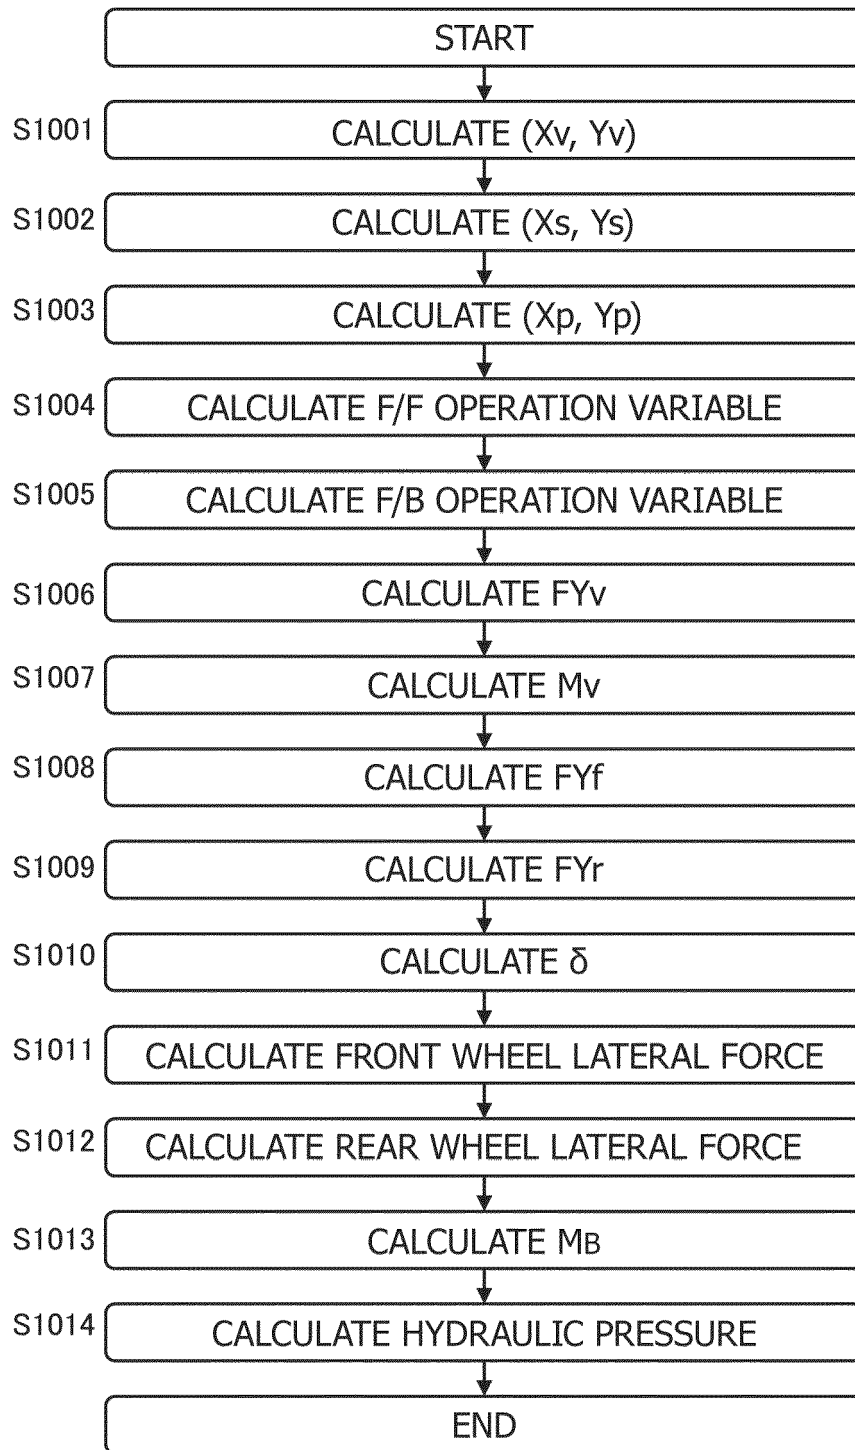 START
S1001 CALCULATE (Xv, Yv)
S1002 CALCULATE (Xs, Ys)
S1003 CALCULATE (Xp, Yp)
S1004 CALCULATE F/F OPERATION VARIABLE
S1005 CALCULATE F/B OPERATION VARIABLE
S1006 CALCULATE FYv
S1007 CALCULATE Mv
S1008 CALCULATE FYf
S1009 CALCULATE FYr
S1010 CALCULATE δ
S1011 CALCULATE FRONT WHEEL LATERAL FORCE
S1012 CALCULATE REAR WHEEL LATERAL FORCE
S1013 CALCULATE MB
S1014 CALCULATE HYDRAULIC PRESSURE
END